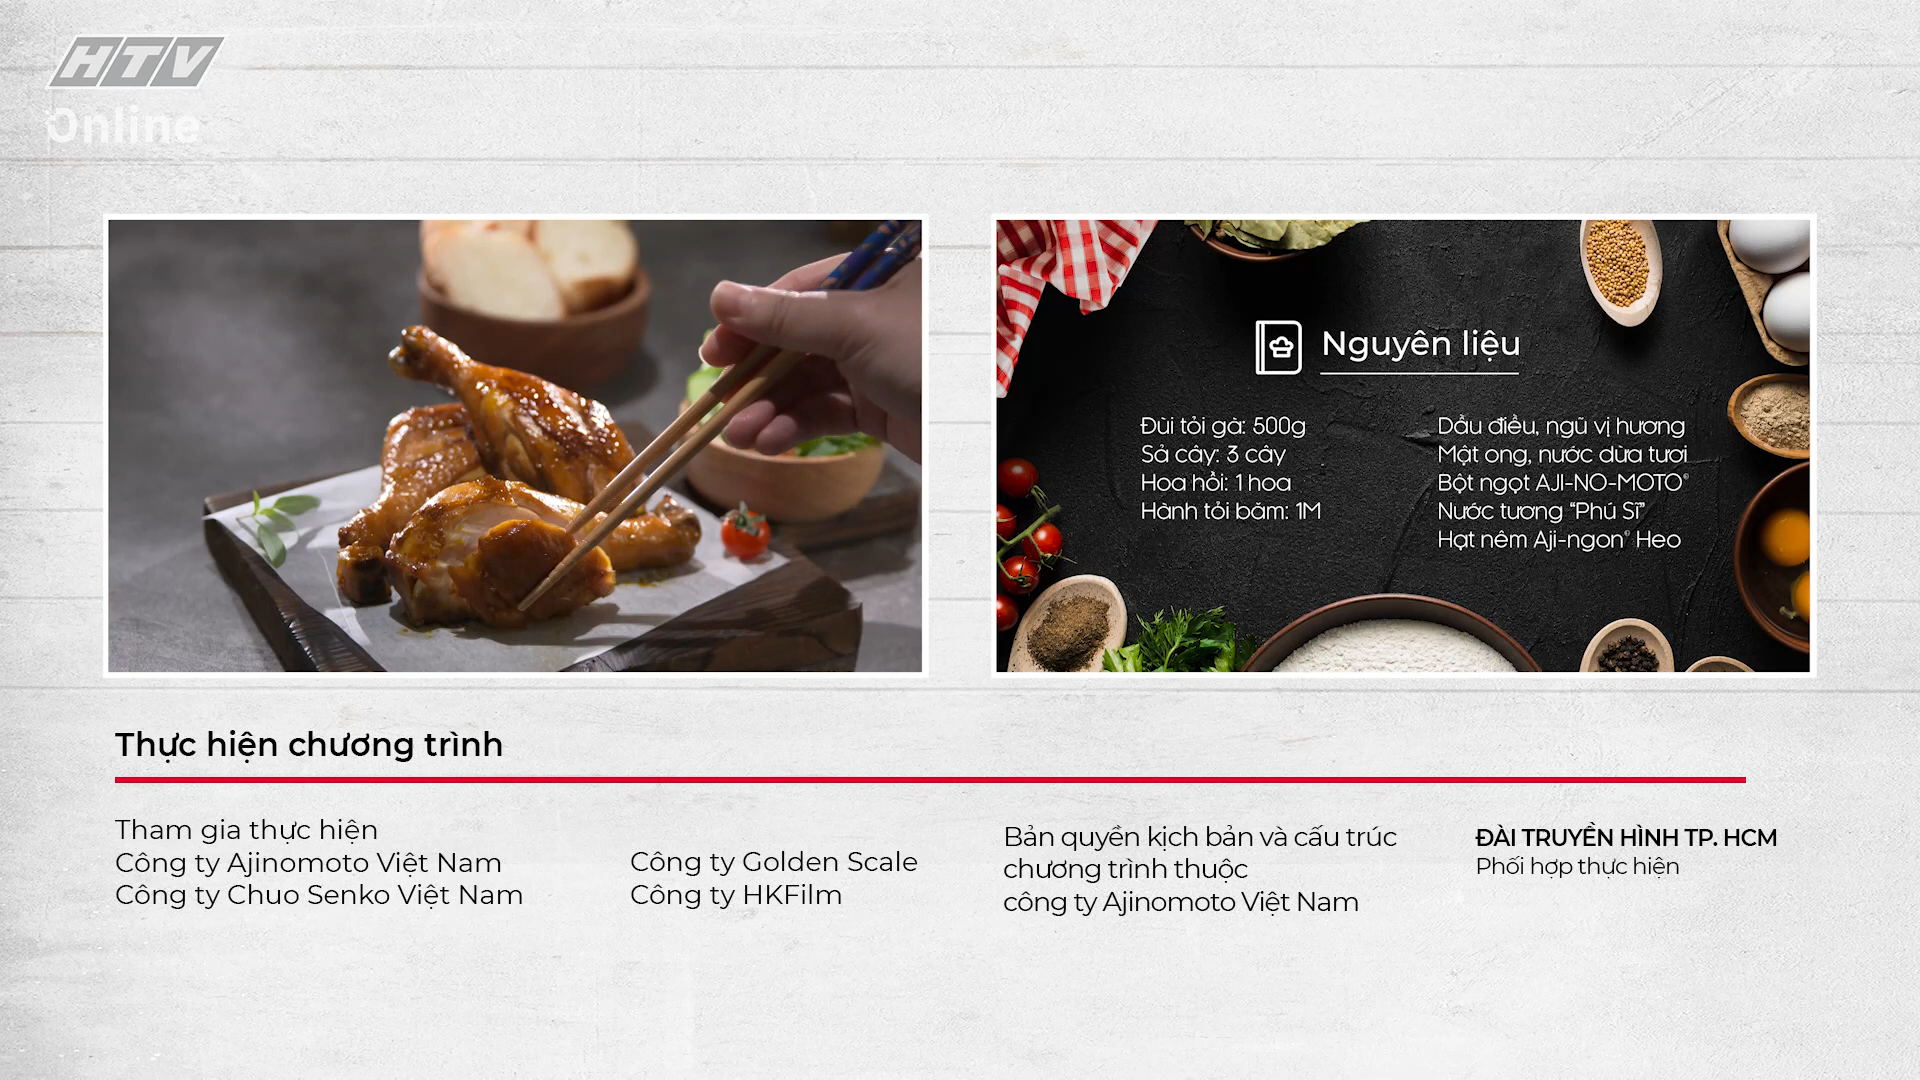 HTV
Online
Nguyên liệu
Đùi tỏi gà: 500g
Sả cây: 3 cây
Hoa hồi: 1 hoa
Hành tỏi băm: 1M
Dầu điều, ngũ vị hương
Mật ong, nước dừa tươi
Bột ngọt AJI-NO-MOTO®
Nước tương “Phú Sĩ”
Hạt nêm Aji-ngon® Heo
Thực hiện chương trình
Tham gia thực hiện
Công ty Ajinomoto Việt Nam
Công ty Chuo Senko Việt Nam
Công ty Golden Scale
Công ty HKFilm
Bản quyền kịch bản và cấu trúc
chương trình thuộc
công ty Ajinomoto Việt Nam
ĐÀI TRUYỀN HÌNH TP. HCM
Phối hợp thực hiện